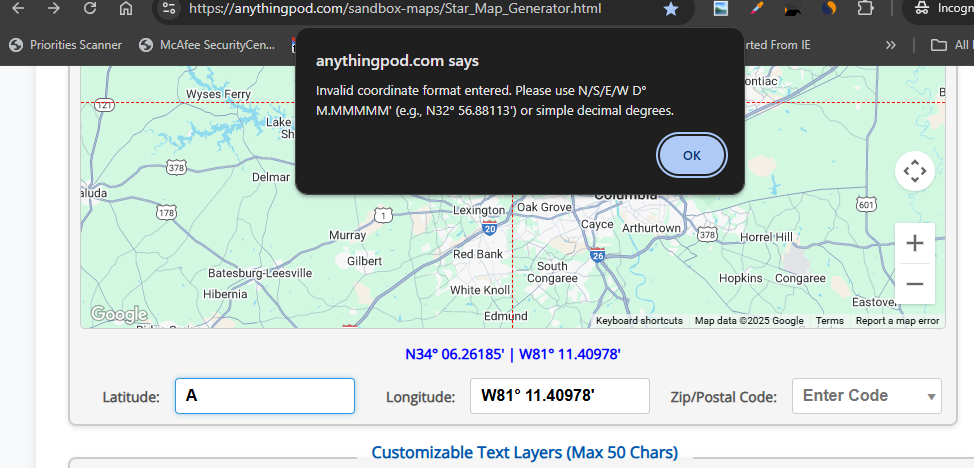 https://anythingpod.com/sandbox-maps/Star_Map_Generator.html
Incogn
Priorities Scanner
McAfee SecurityCen...
rted From IE
»
All
anythingpod.com says
Invalid coordinate format entered. Please use N/S/E/W D°
M.MMMMM' (e.g., N32° 56.88113') or simple decimal degrees.
OK
Wyses Ferry
121
Lake
Sh
378
Delmar
aluda
178
1
Lexington
20
Oak Grove
Columbia
Cayce
Arthurtown
378
601
Horrel Hill
Murray
Gilbert
Red Bank
26
South
Congaree
Batesburg-Leesville
Hibernia
White Knoll
Hopkins
Congaree
Eastover
Edmund
ontiac
B
Google
Ridge Spring
Keyboard shortcuts
Map data ©2025 Google
Terms
Report a map error
N34° 06.26185' | W81° 11.40978'
Latitude: A
Longitude: W81° 11.40978'
Zip/Postal Code: Enter Code
Customizable Text Layers (Max 50 Chars)